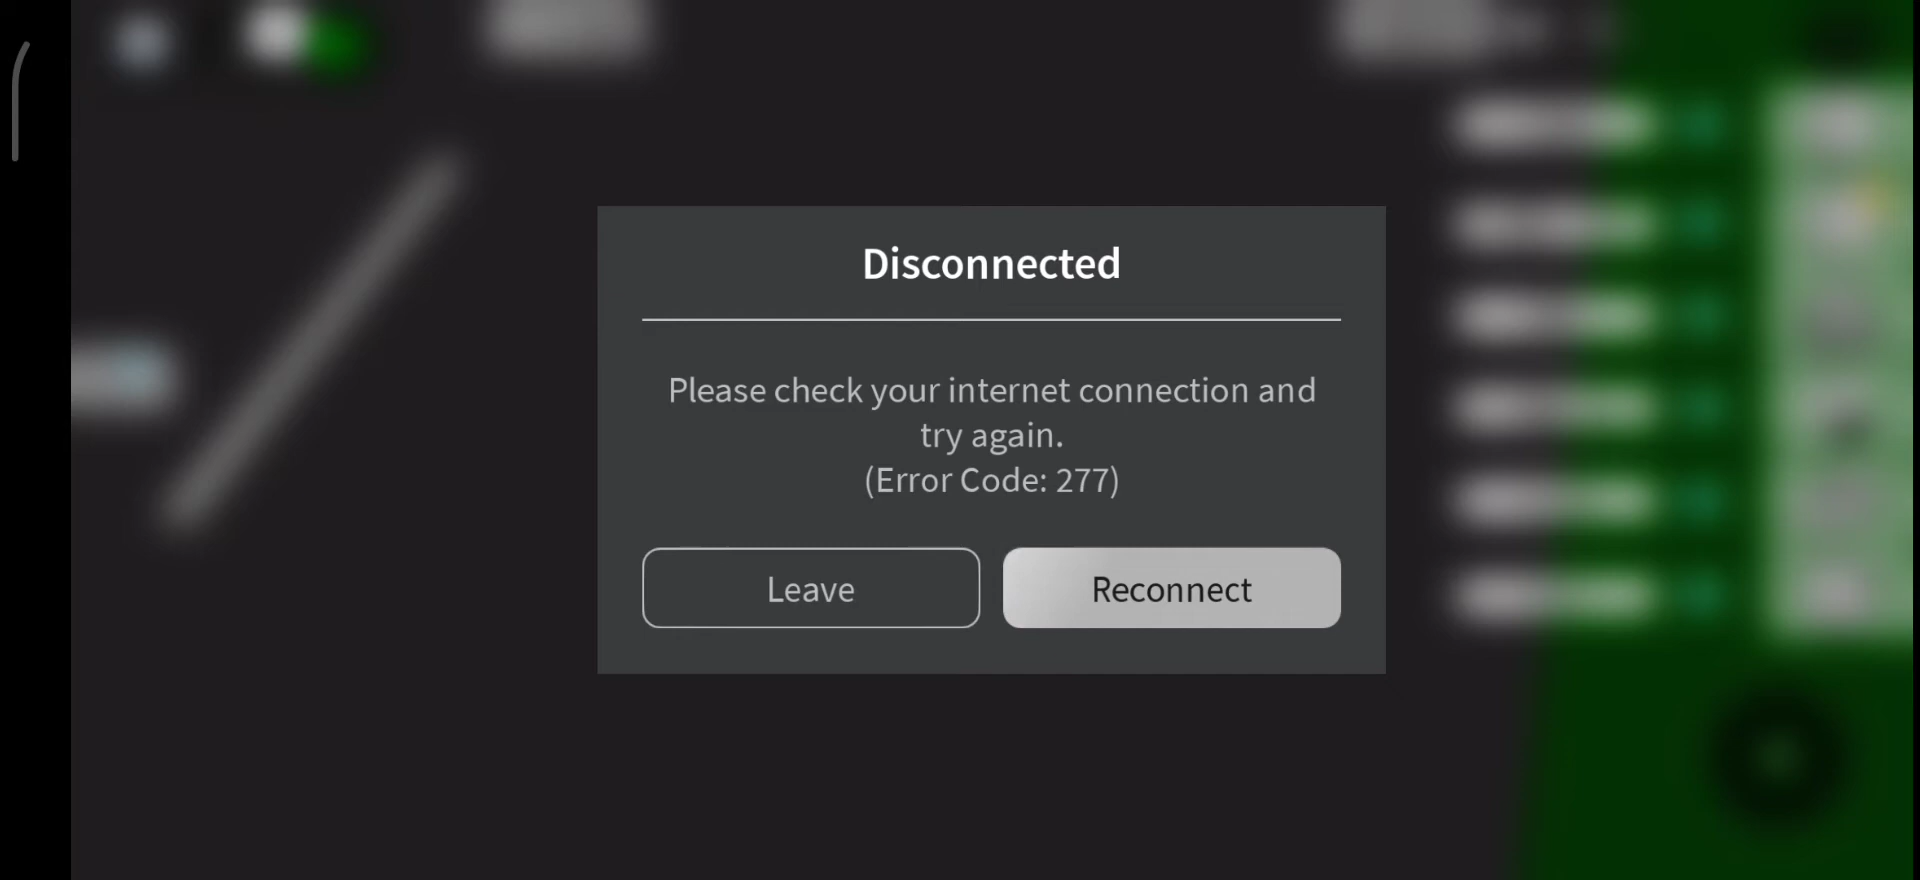 Disconnected
Please check your internet connection and
try again.
(Error Code: 277)
Leave
Reconnect